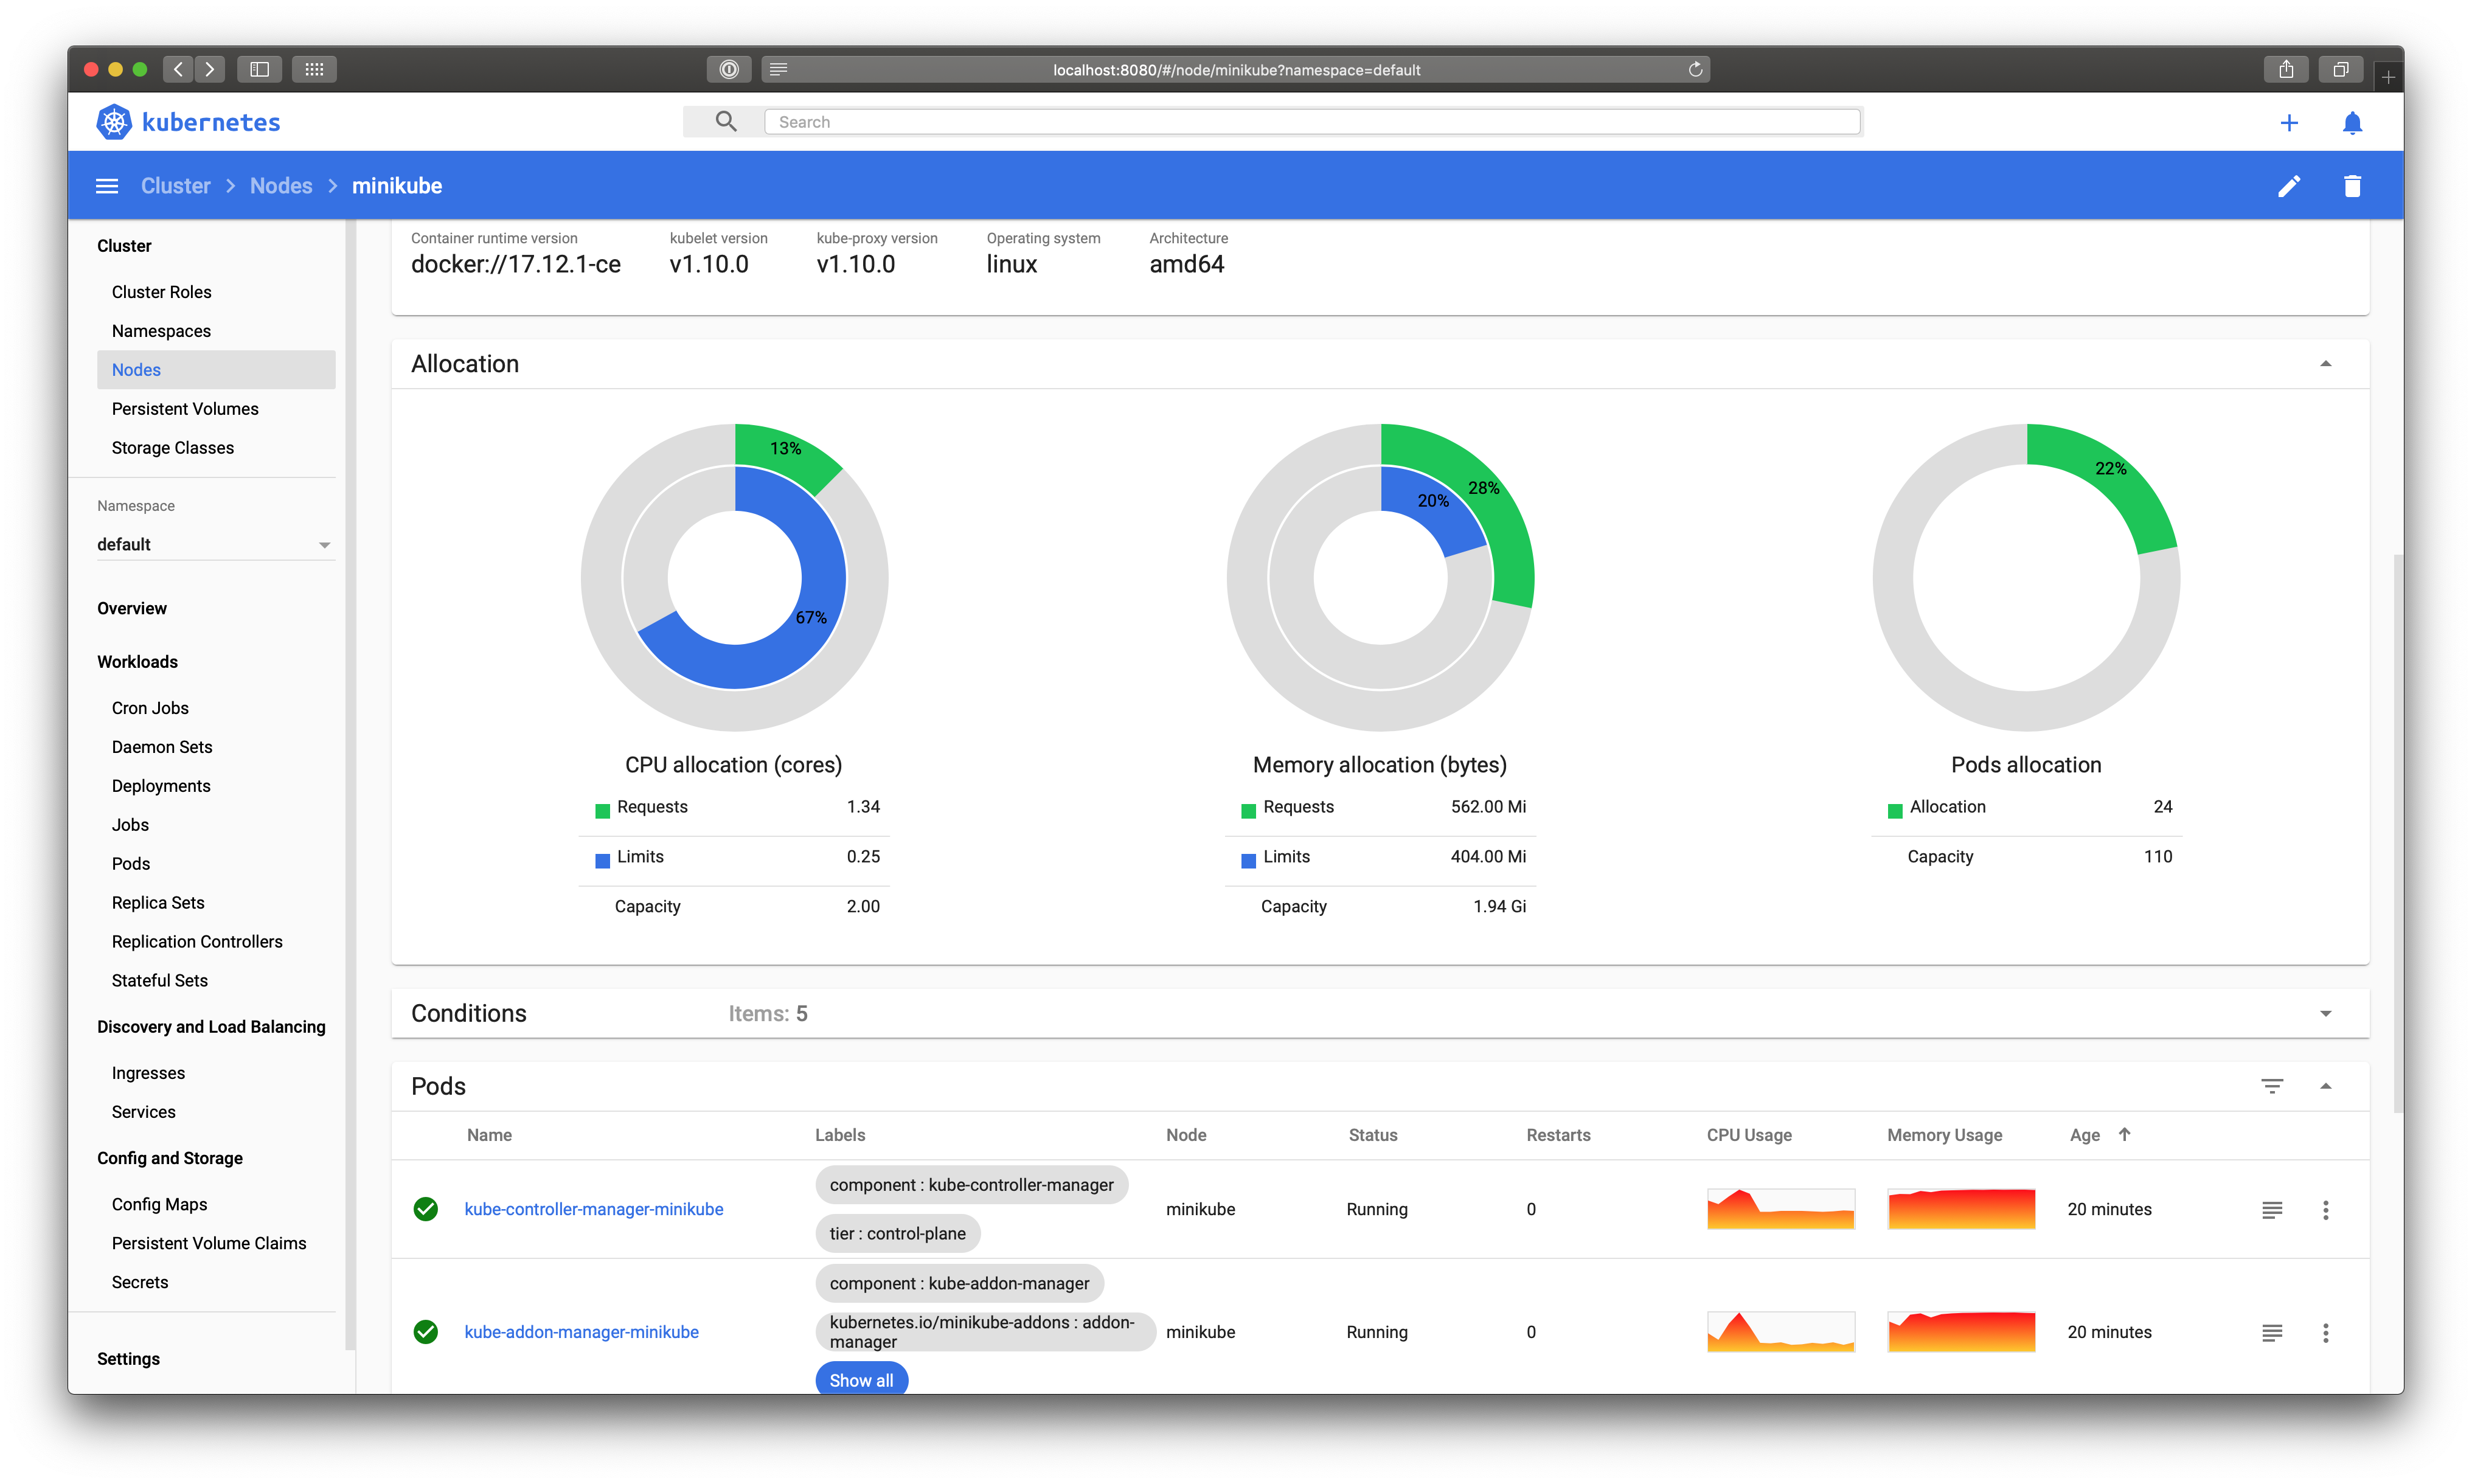 localhost:8080/#/node/minikube?namespace=default
kubernetes
Search
Cluster
Nodes
minikube
Cluster
Cluster Roles
Namespaces
Nodes
Persistent Volumes
Storage Classes
Namespace
default
Overview
Workloads
Cron Jobs
Daemon Sets
Deployments
Jobs
Pods
Replica Sets
Replication Controllers
Stateful Sets
Discovery and Load Balancing
Ingresses
Services
Config and Storage
Config Maps
Persistent Volume Claims
Secrets
Settings
Container runtime version
docker://17.12.1-ce
kubelet version
v1.10.0
kube-proxy version
v1.10.0
Operating system
linux
Architecture
amd64
Allocation
13%
67%
CPU allocation (cores)
Requests 1.34
Limits 0.25
Capacity 2.00
28%
20%
Memory allocation (bytes)
Requests 562.00 Mi
Limits 404.00 Mi
Capacity 1.94 Gi
22%
Pods allocation
Allocation 24
Capacity 110
Conditions Items: 5
Pods
Name Labels Node Status Restarts CPU Usage Memory Usage Age
kube-controller-manager-minikube
component : kube-controller-manager
tier : control-plane
minikube Running 0 20 minutes
kube-addon-manager-minikube
component : kube-addon-manager
kubernetes.io/minikube-addons : addon-
manager
Show all
minikube Running 0 20 minutes